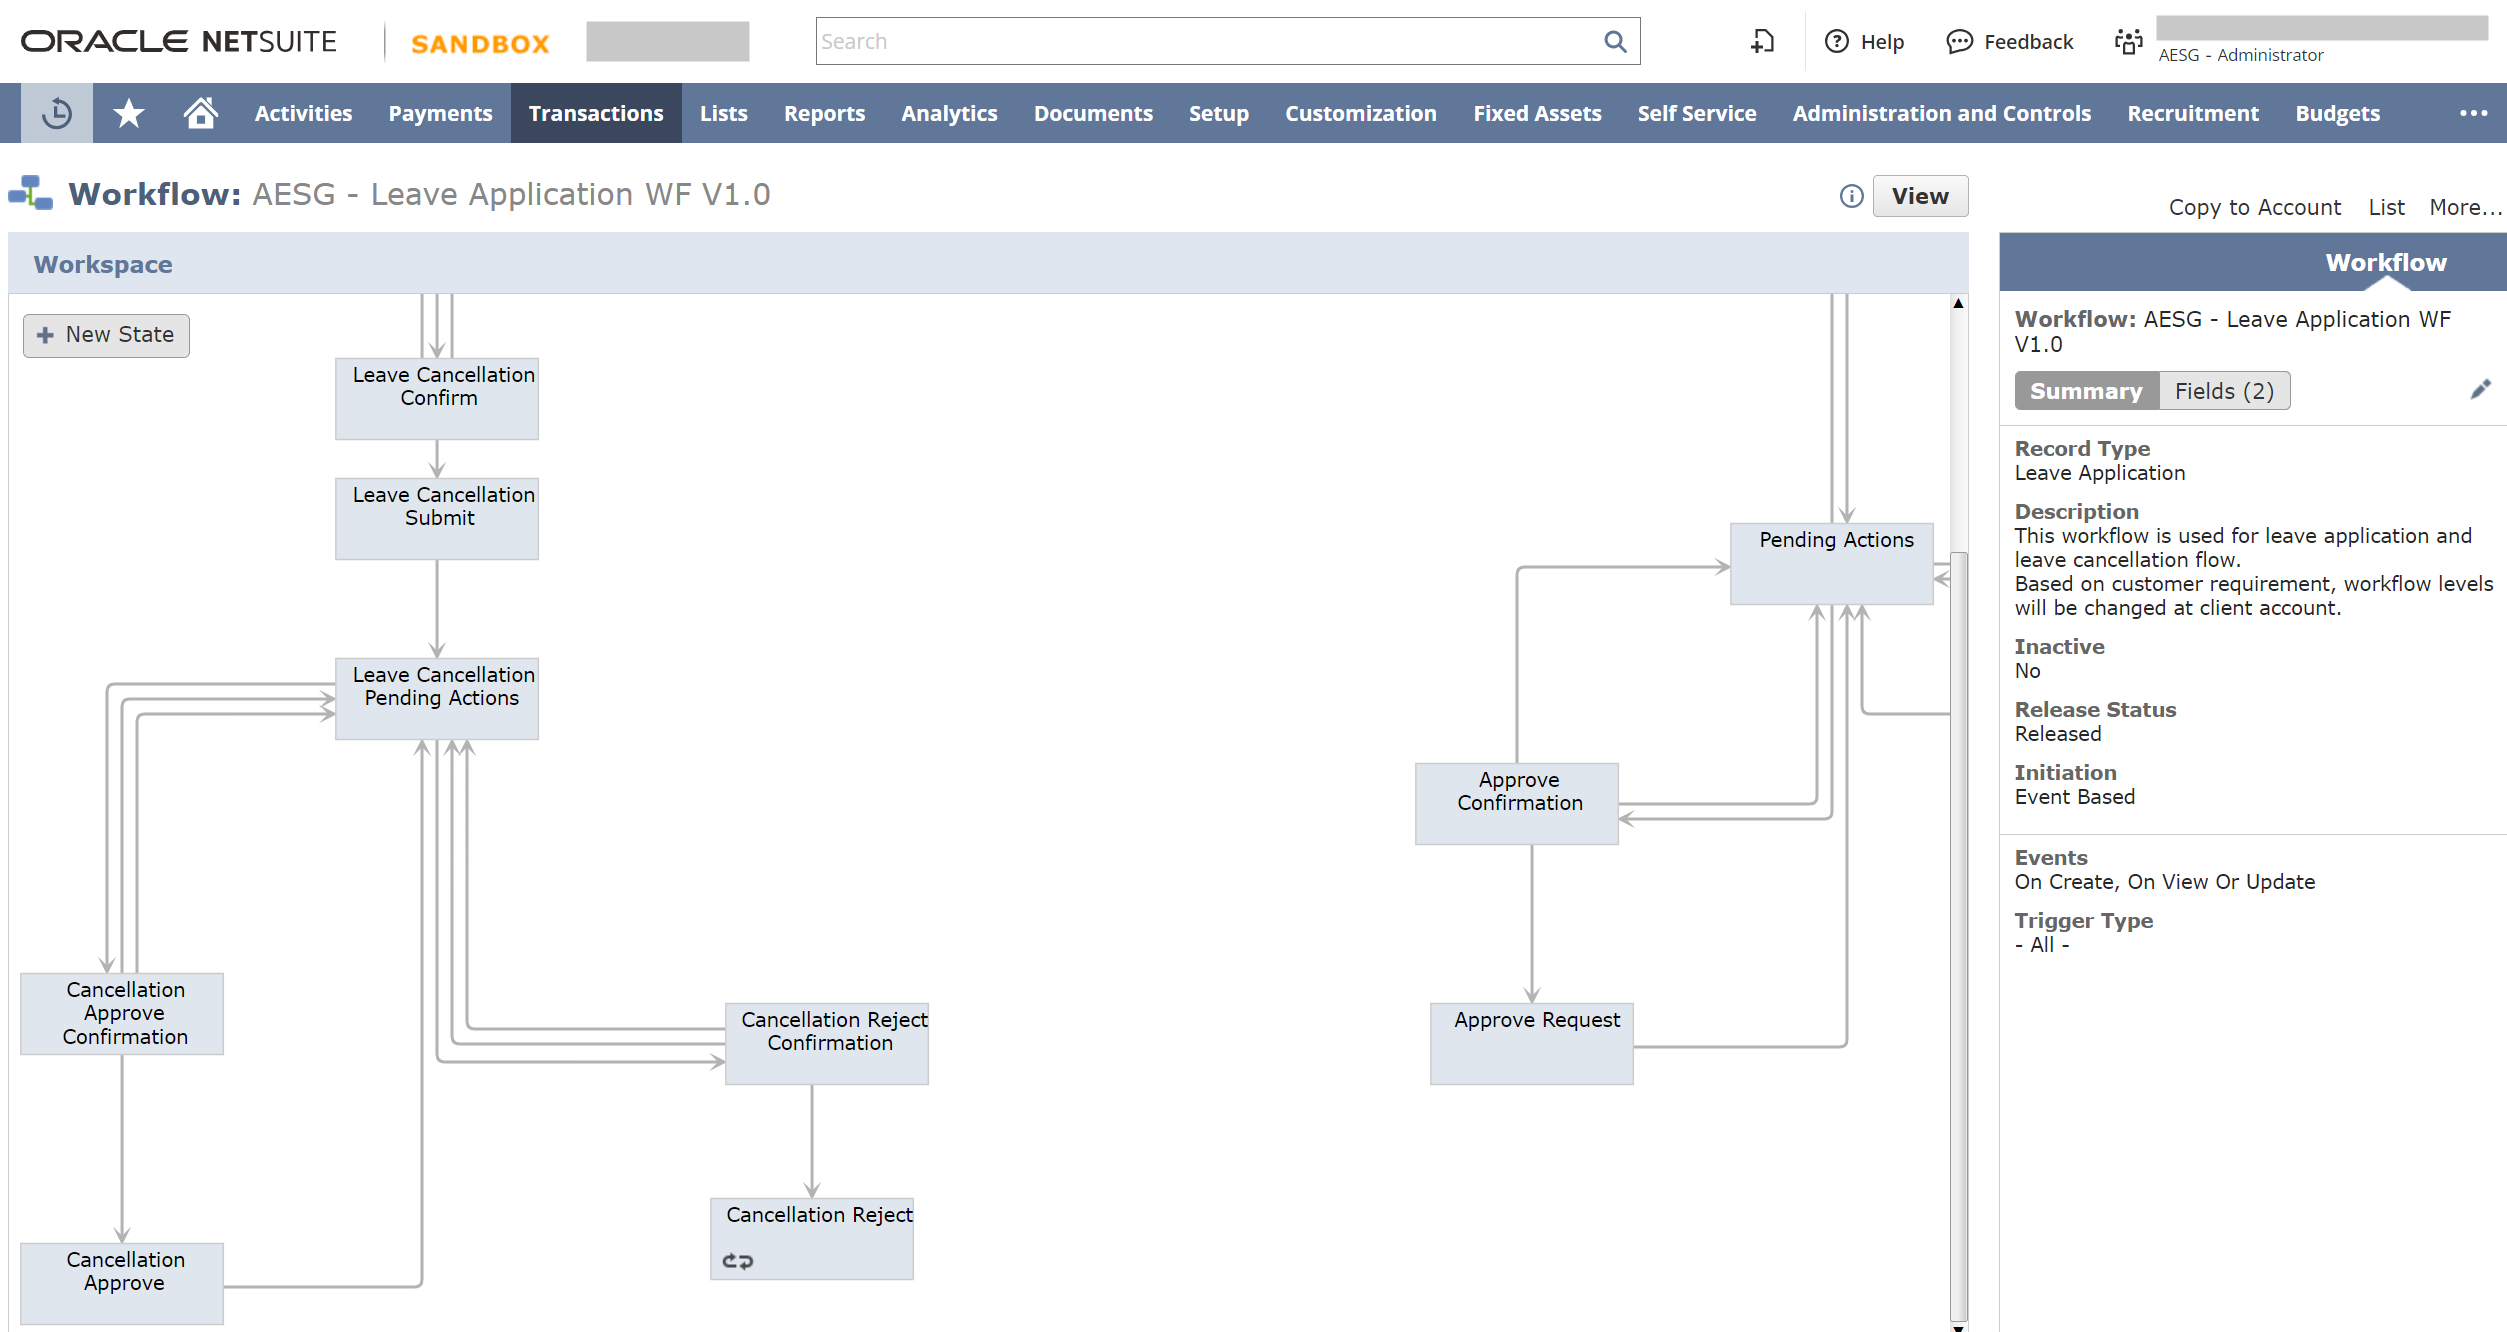 ORACLE NETSUITE
SANDBOX
Search
Help
Feedback
AESG - Administrator
Activities Payments Transactions Lists Reports Analytics Documents Setup Customization Fixed Assets Self Service Administration and Controls Recruitment Budgets
Workflow: AESG - Leave Application WF V1.0
View
Copy to Account List More...
Workspace
New State
Leave Cancellation
Confirm
Leave Cancellation
Submit
Leave Cancellation
Pending Actions
Cancellation
Approve
Confirmation
Cancellation Reject
Confirmation
Cancellation Reject
Cancellation
Approve
Pending Actions
Approve
Confirmation
Approve Request
Workflow
Workflow: AESG - Leave Application WF
V1.0
Summary Fields (2)
Record Type
Leave Application
Description
This workflow is used for leave application and
leave cancellation flow.
Based on customer requirement, workflow levels
will be changed at client account.
Inactive
No
Release Status
Released
Initiation
Event Based
Events
On Create, On View Or Update
Trigger Type
- All -